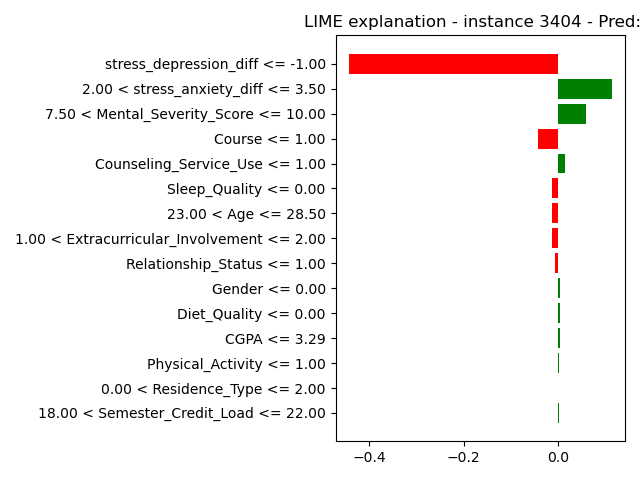 LIME explanation - instance 3404 - Pred:
stress_depression_diff <= -1.00
2.00 < stress_anxiety_diff <= 3.50
7.50 < Mental_Severity_Score <= 10.00
Course <= 1.00
Counseling_Service_Use <= 1.00
Sleep_Quality <= 0.00
23.00 < Age <= 28.50
1.00 < Extracurricular_Involvement <= 2.00
Relationship_Status <= 1.00
Gender <= 0.00
Diet_Quality <= 0.00
CGPA <= 3.29
Physical_Activity <= 1.00
0.00 < Residence_Type <= 2.00
18.00 < Semester_Credit_Load <= 22.00
−0.4 −0.2 0.0